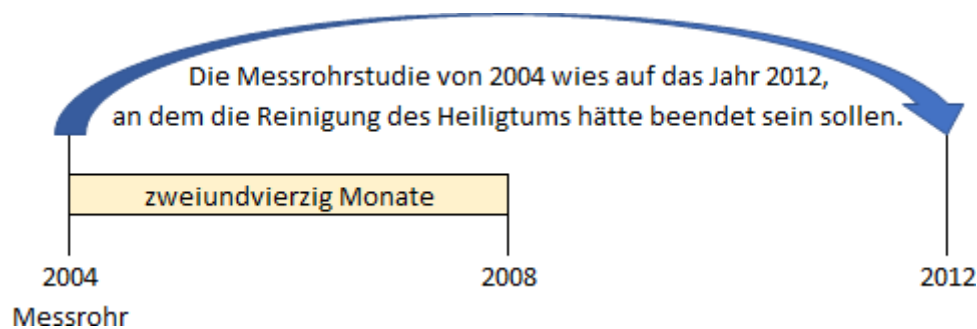 Die Messrohrstudie von 2004 wies auf das Jahr 2012,
an dem die Reinigung des Heiligtums hätte beendet sein sollen.
zweiundvierzig Monate
2004
2008
2012
Messrohr